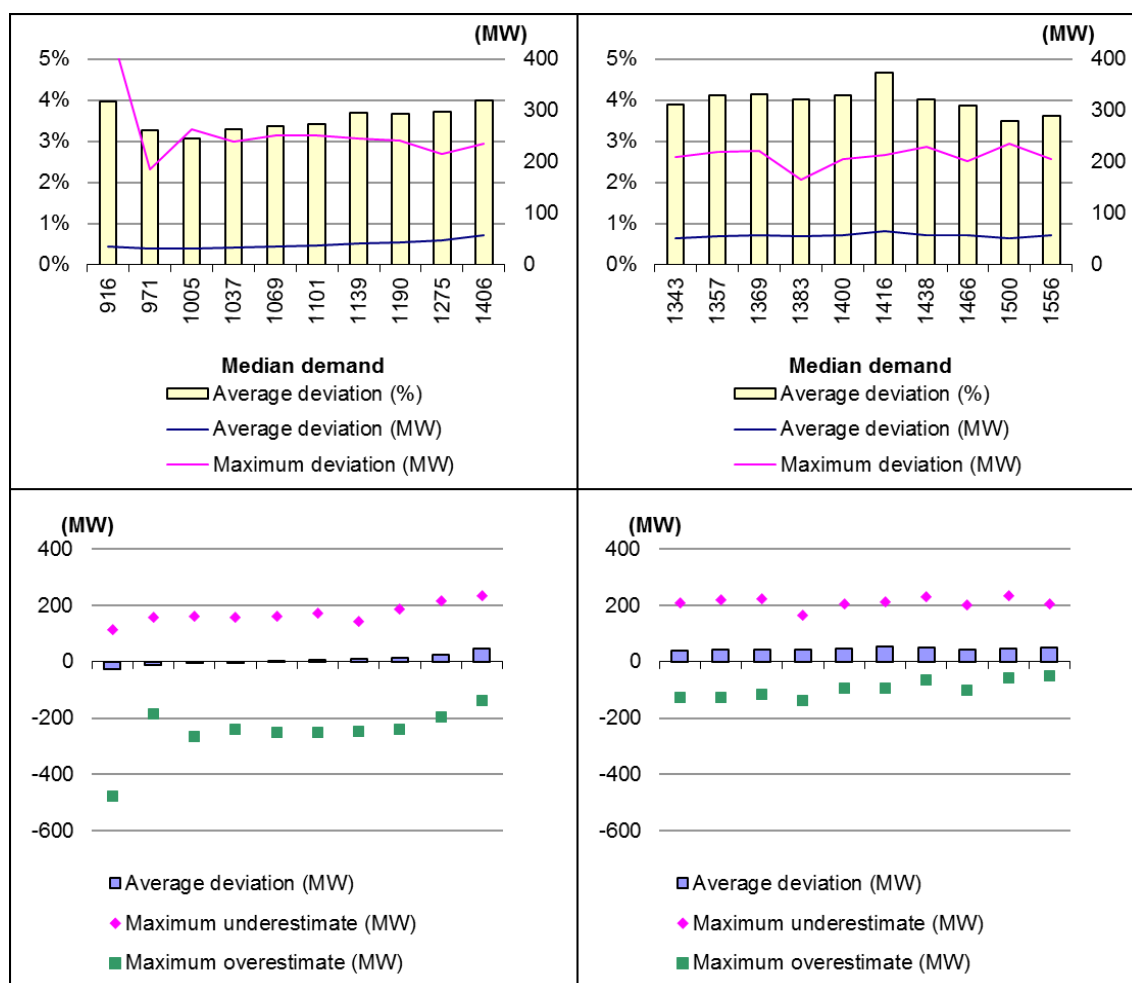 (MW)
5% 400
4% 300
3% 200
2% 100
1% 0
0%
916 971 1005 1037 1069 1101 1139 1190 1275 1406
Median demand
Average deviation (%)
Average deviation (MW)
Maximum deviation (MW)
(MW)
5% 400
4% 300
3% 200
2% 100
1% 0
0%
1343 1357 1369 1383 1400 1416 1438 1466 1500 1556
Median demand
Average deviation (%)
Average deviation (MW)
Maximum deviation (MW)
(MW)
400
200
0
-200
-400
-600
Average deviation (MW)
Maximum underestimate (MW)
Maximum overestimate (MW)
(MW)
400
200
0
-200
-400
-600
Average deviation (MW)
Maximum underestimate (MW)
Maximum overestimate (MW)